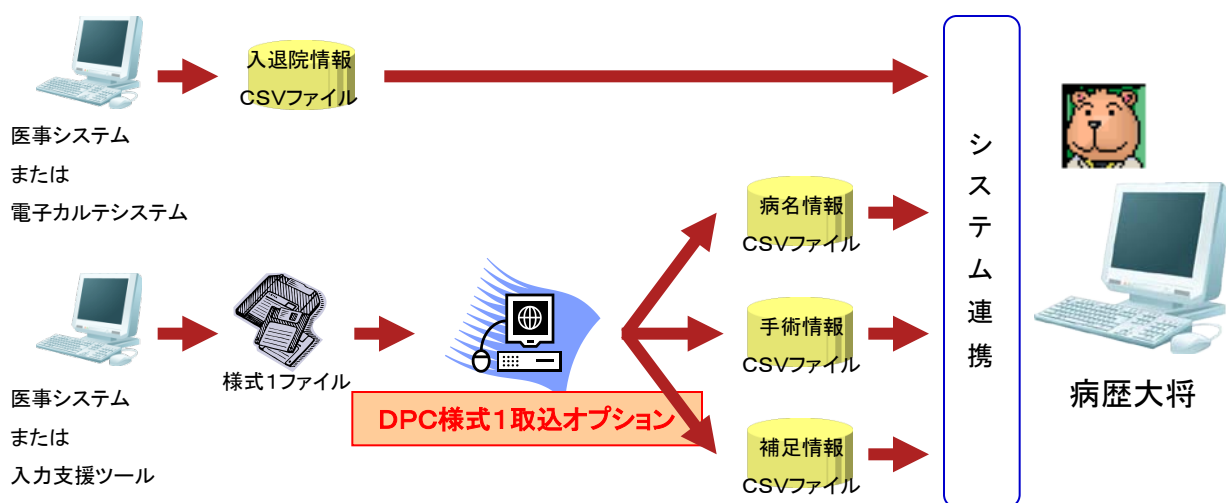 入退院情報
CSVファイル
医事システム
または
電子カルテシステム
病名情報
CSVファイル
様式1ファイル
医事システム
または
入力支援ツール
DPC様式1取込オプション
手術情報
CSVファイル
補足情報
CSVファイル
システム連携
病歴大将